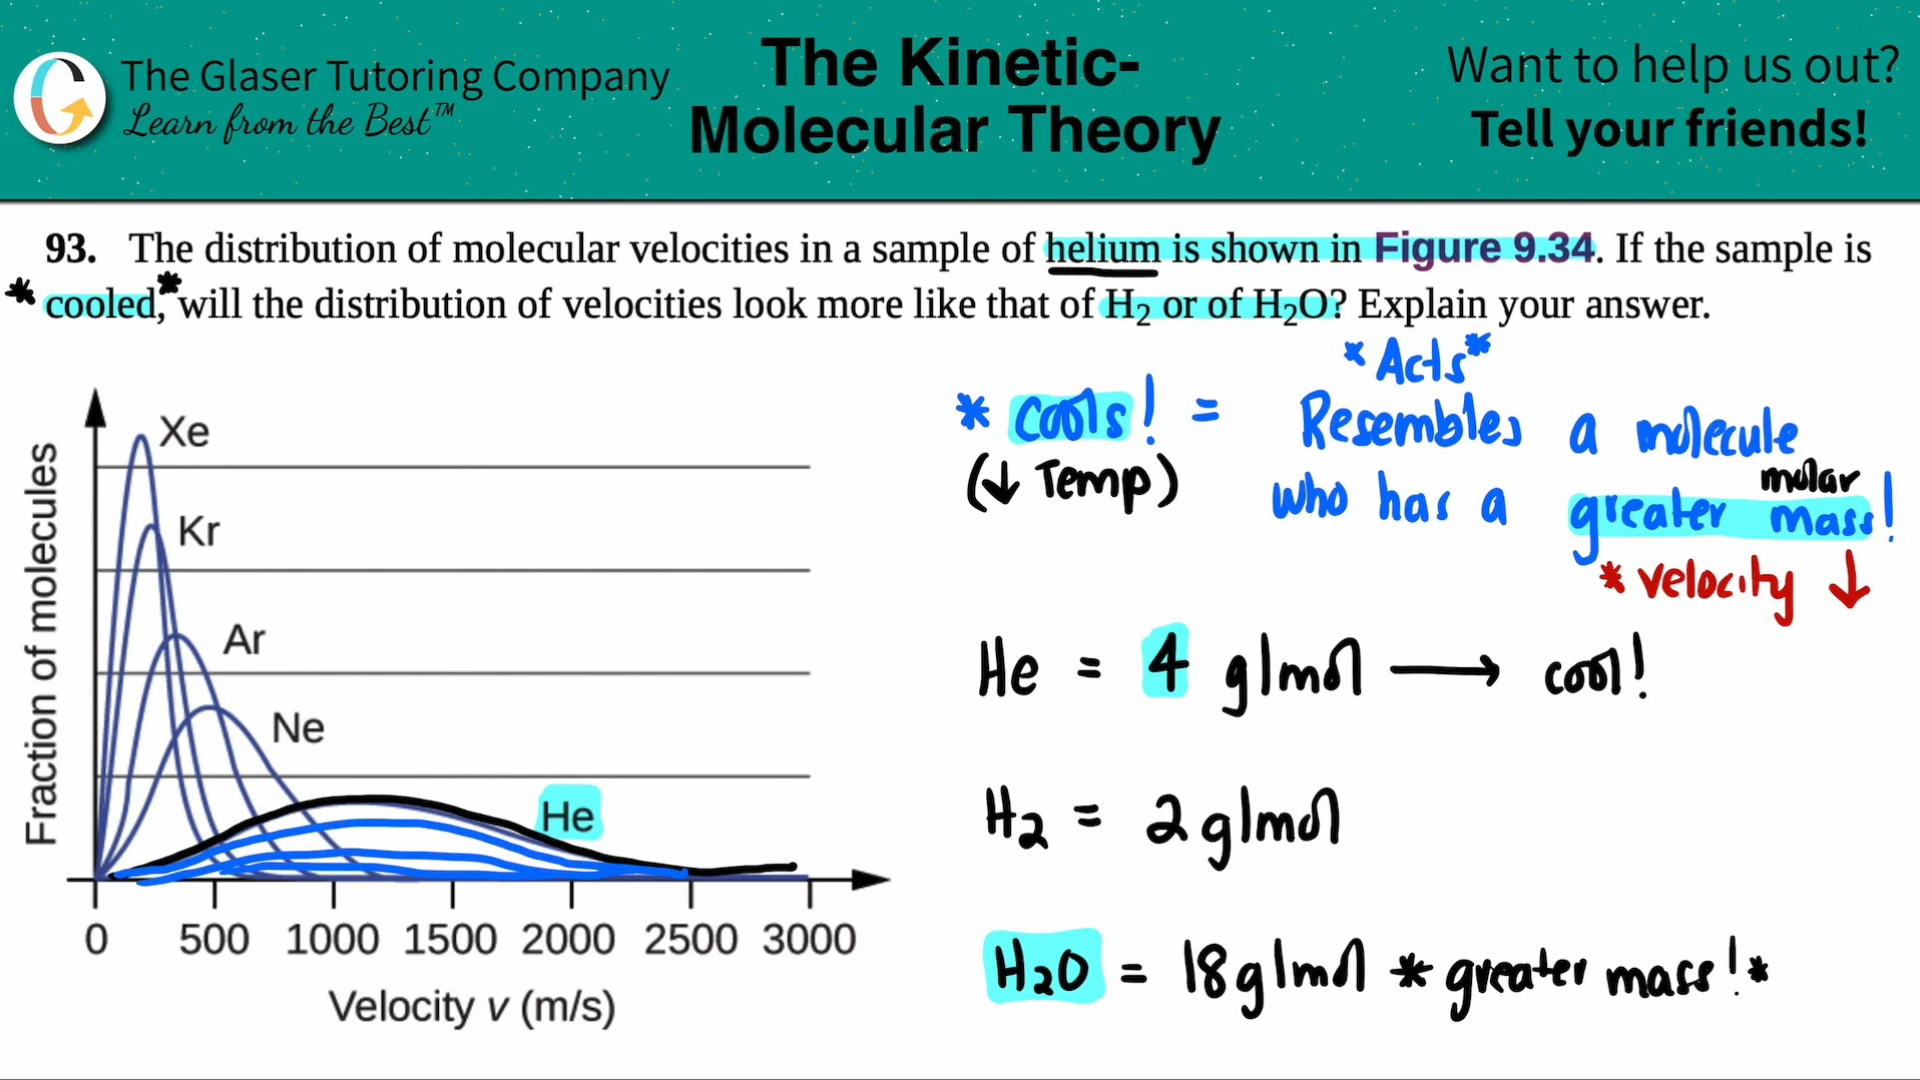 The Glaser Tutoring Company
Learn from the Best™
The Kinetic-
Molecular Theory
Want to help us out?
Tell your friends!
93. The distribution of molecular velocities in a sample of helium is shown in Figure 9.34. If the sample is
* cooled,* will the distribution of velocities look more like that of H₂ or of H₂O? Explain your answer.
Fraction of molecules
Xe
Kr
Ar
Ne
He
0 500 1000 1500 2000 2500 3000
Velocity v (m/s)
* Acts *
* cools! = Resembles a molecule
(↓ Temp) who has a greater molar mass!
* velocity ↓
He = 4 g/mol → cool!
H₂ = 2 g/mol
H₂O = 18 g/mol * greater mass! *